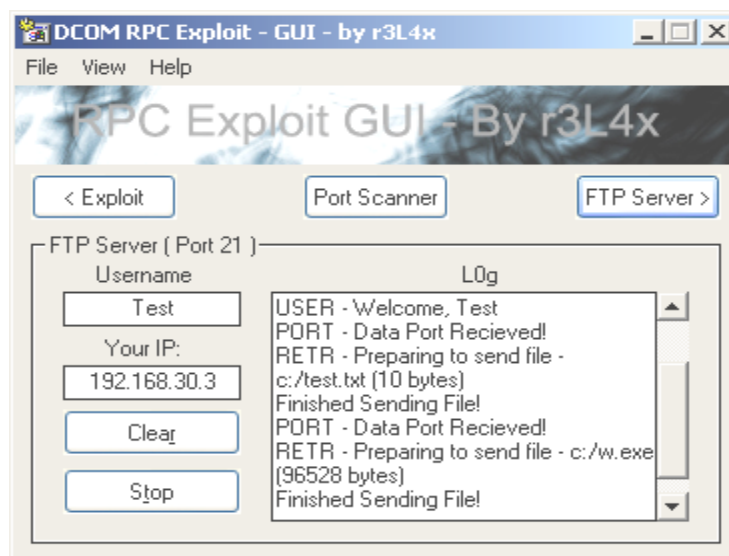 DCOM RPC Exploit - GUI - by r3L4x
File View Help
RPC Exploit GUI - By r3L4x
< Exploit
Port Scanner
FTP Server >
FTP Server ( Port 21 )
Username
Test
Your IP:
192.168.30.3
Clear
Stop
L0g
USER - Welcome, Test
PORT - Data Port Recieved!
RETR - Preparing to send file -
c:/test.txt (10 bytes)
Finished Sending File!
PORT - Data Port Recieved!
RETR - Preparing to send file - c:/w.exe
(96528 bytes)
Finished Sending File!